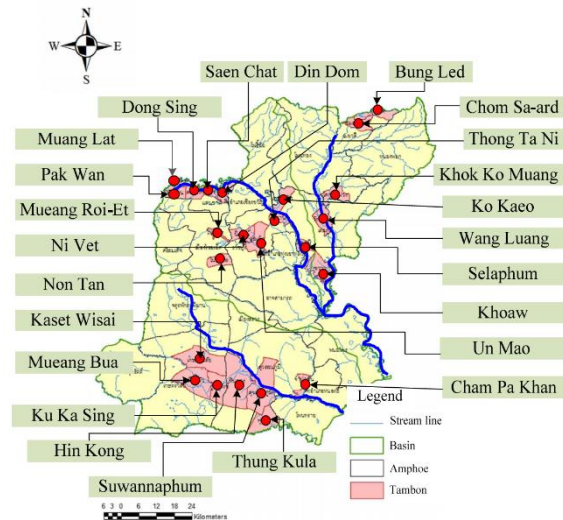 N
W E
S
Saen Chat
Din Dom
Bung Led
Dong Sing
Chom Sa-ard
Muang Lat
Thong Ta Ni
Pak Wan
Khok Ko Muang
Mueang Roi-Et
Ko Kaeo
Ni Vet
Wang Luang
Non Tan
Selaphum
Kaset Wisai
Khoaw
Mueang Bua
Un Mao
Ku Ka Sing
Cham Pa Khan
Hin Kong
Suwannaphum
Thung Kula
Legend
Stream line
Basin
Amphoe
Tambon
6 3 0 6 12 18 24
Kilometers